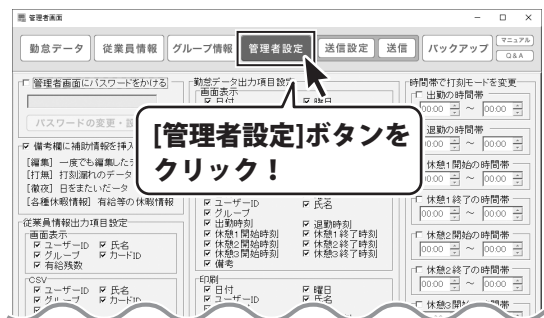 管理者画面
勤怠データ 従業員情報 グループ情報 管理者設定 送信設定 送信 バックアップ マニュアル
Q&A
管理者画面にパスワードをかける
パスワードの変更・設
備考欄に補助情報を挿入
[編集] 一度でも編集したデ
[打無] 打刻漏れのデータ
[徹夜] 日をまたいだータ
[各種休暇情報] 有給等の休暇情報
従業員情報出力項目設定
画面表示
ユーザーID 氏名
グループ カードID
有給残数
CSV
ユーザーID 氏名
グループ カードID
勤怠データ出力項目設定
画面表示
日付 曜日
[管理者設定]ボタンを
クリック！
ユーザーID 氏名
グループ
出勤時刻 退勤時刻
休憩1開始時刻 休憩1終了時刻
休憩2開始時刻 休憩2終了時刻
休憩3開始時刻 休憩3終了時刻
備考
印刷
日付 曜日
ユーザーID 氏名
時間帯で打刻モードを変更
出勤の時間帯
00:00 ～ 00:00
退勤の時間帯
00:00 ～ 00:00
休憩1開始の時間帯
00:00 ～ 00:00
休憩1終了の時間帯
00:00 ～ 00:00
休憩2開始の時間帯
00:00 ～ 00:00
休憩2終了の時間帯
00:00 ～ 00:00
休憩3開始の時間帯